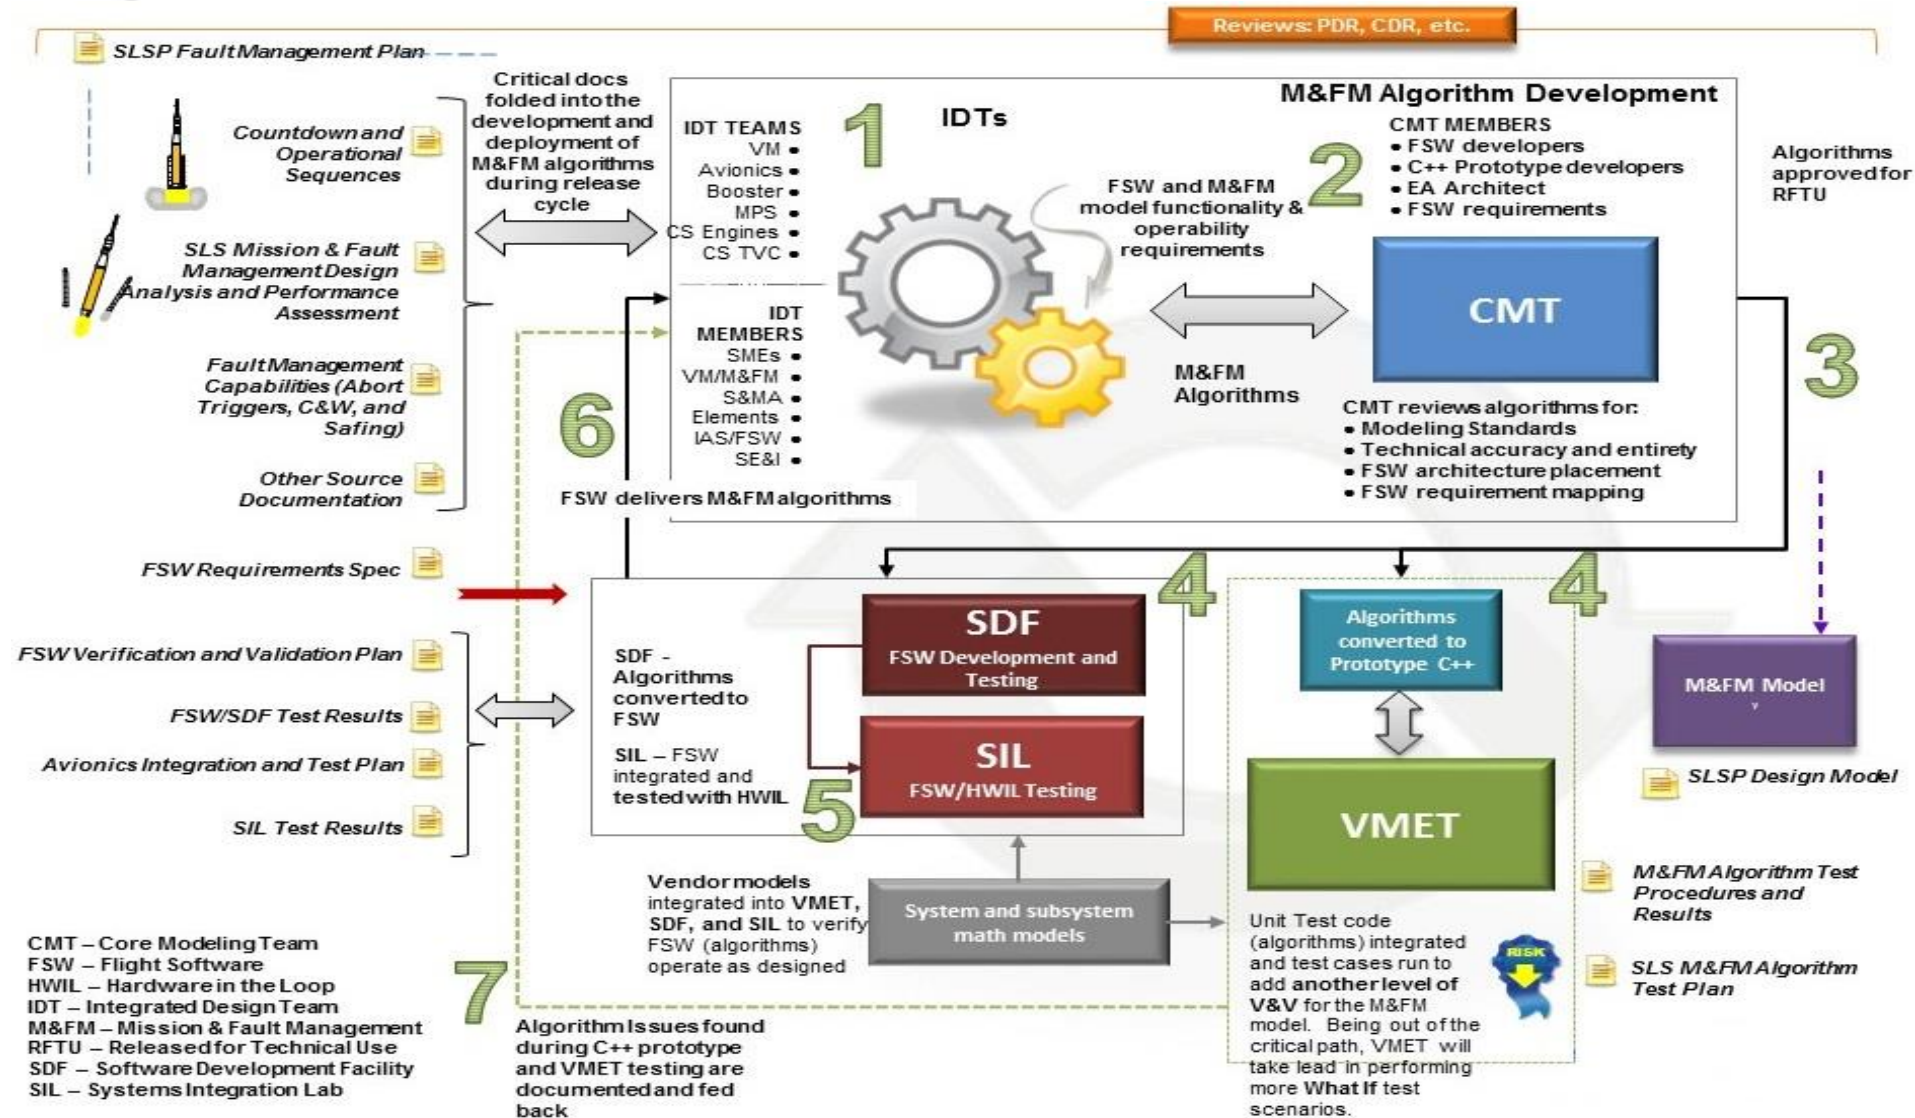 Reviews: PDR, CDR, etc.
SLSP Fault Management Plan
Countdown and
Operational
Sequences
SLS Mission & Fault
Management Design
Analysis and Performance
Assessment
Fault Management
Capabilities (Abort
Triggers, C&W, and
Safing)
Other Source
Documentation
Critical docs
folded into the
development and
deployment of
M&FM algorithms
during release
cycle
M&FM Algorithm Development
IDT TEAMS
VM •
Avionics •
Booster •
MPS •
CS Engines •
CS TVC •
IDT
MEMBERS
SMEs •
VM/M&FM •
S&MA •
Elements •
IAS/FSW •
SE&I •
1
IDTs
FSW and M&FM
model functionality &
operability
requirements
M&FM
Algorithms
2
CMT MEMBERS
• FSW developers
• C++ Prototype developers
• EA Architect
• FSW requirements
CMT
CMT reviews algorithms for:
• Modeling Standards
• Technical accuracy and entirety
• FSW architecture placement
• FSW requirement mapping
Algorithms
approved for
RFTU
3
6
FSW delivers M&FM algorithms
FSW Requirements Spec
FSW Verification and Validation Plan
FSW/SDF Test Results
Avionics Integration and Test Plan
SIL Test Results
SDF -
Algorithms
converted to
FSW
SIL – FSW
integrated and
tested with HWIL
4
SDF
FSW Development and
Testing
SIL
FSW/HWIL Testing
5
4
Algorithms
converted to
Prototype C++
VMET
M&FM Model
SLSP Design Model
M&FM Algorithm Test
Procedures and
Results
SLS M&FM Algorithm
Test Plan
Vendor models
integrated into VMET,
SDF, and SIL to verify
FSW (algorithms)
operate as designed
System and subsystem
math models
Unit Test code
(algorithms) integrated
and test cases run to
add another level of
V&V for the M&FM
model. Being out of the
critical path, VMET will
take lead in performing
more What If test
scenarios.
RISK
7
Algorithm Issues found
during C++ prototype
and VMET testing are
documented and fed
back
CMT – Core Modeling Team
FSW – Flight Software
HWIL – Hardware in the Loop
IDT – Integrated Design Team
M&FM – Mission & Fault Management
RFTU – Released for Technical Use
SDF – Software Development Facility
SIL – Systems Integration Lab